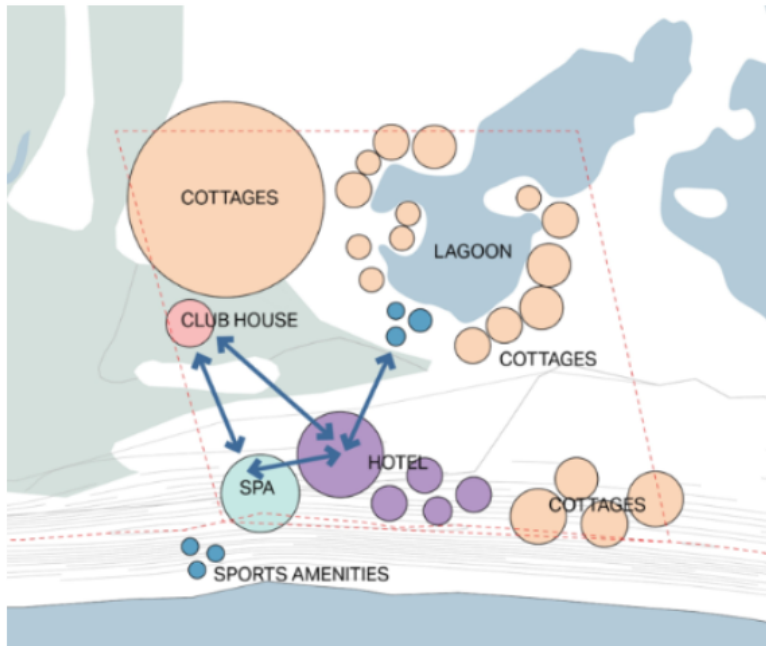 COTTAGES
LAGOON
CLUB HOUSE
COTTAGES
HOTEL
SPA
COTTAGES
SPORTS AMENITIES